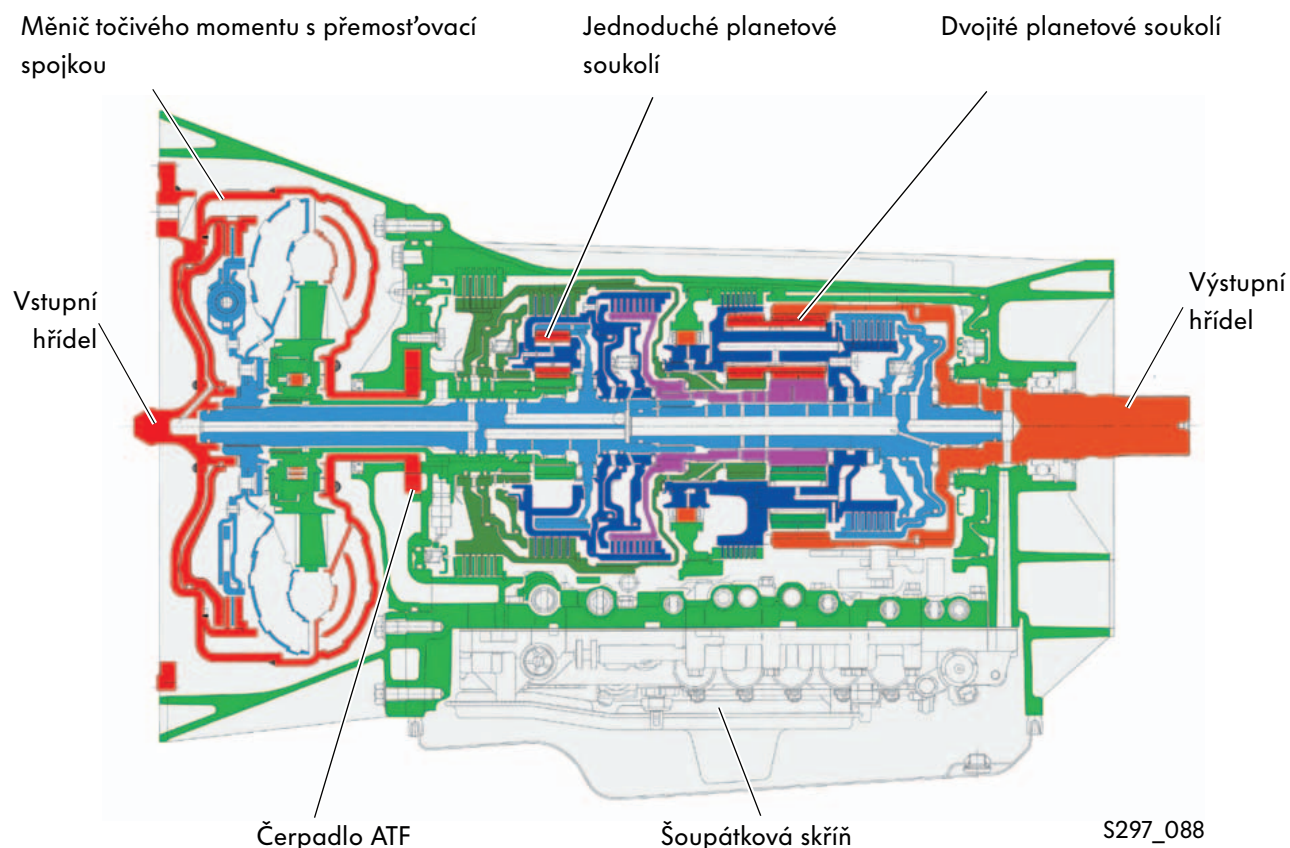 Měnič točivého momentu s přemosťovací
spojkou
Jednoduché planetové
soukolí
Dvojité planetové soukolí
Vstupní
hřídel
Výstupní
hřídel
Čerpadlo ATF
Šoupátková skříň
S297_088